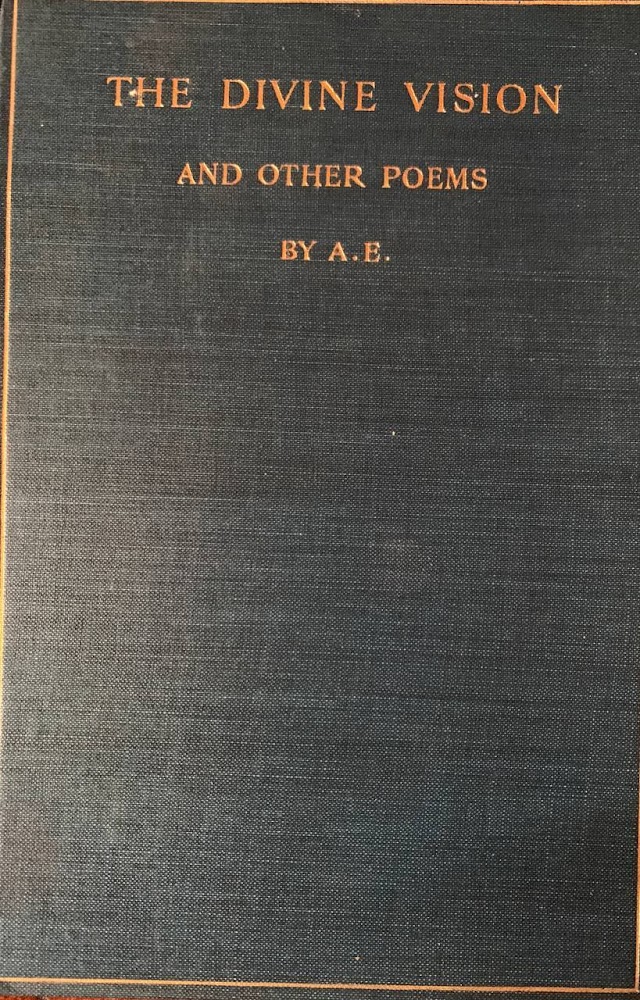 THE DIVINE VISION
AND OTHER POEMS
BY A.E.